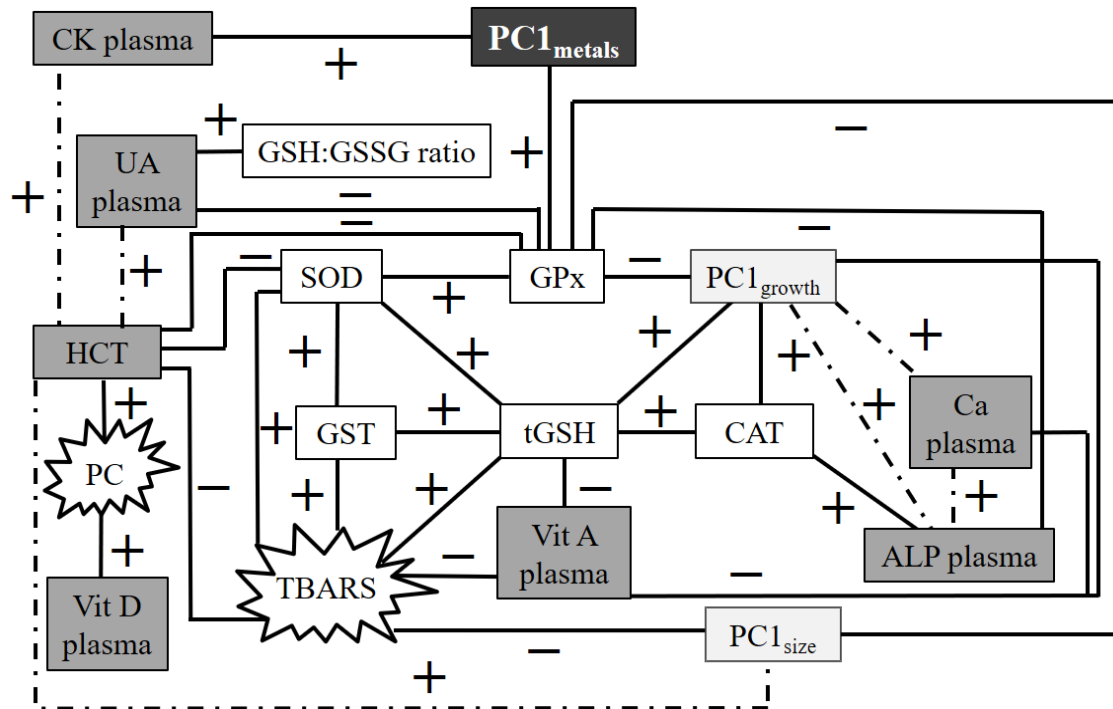 CK plasma
PC1metals
+
+
GSH:GSSG ratio
+
−
UA
plasma
+
−
−
−
+
−
SOD
GPx
−
PC1growth
+
+
HCT
+
+
+
+
+
Ca
plasma
+
+
GST
+
tGSH
+
CAT
+
PC
−
+
+
−
+
+
Vit A
plasma
ALP plasma
+
−
−
TBARS
Vit D
plasma
PC1size
−
+